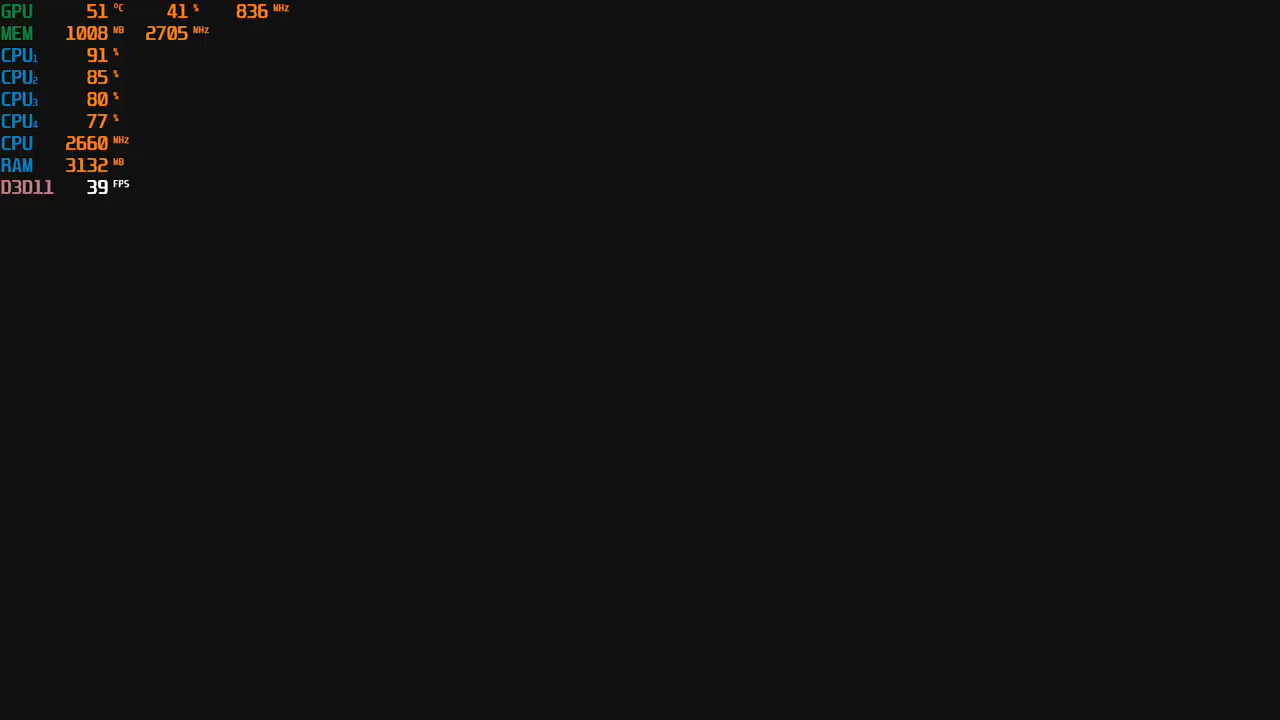 GPU 51 °C 41 % 836 MHz
MEM 1008 MB 2705 MHz
CPU1 91 %
CPU2 85 %
CPU3 80 %
CPU4 77 %
CPU 2660 MHz
RAM 3132 MB
D3D11 39 FPS